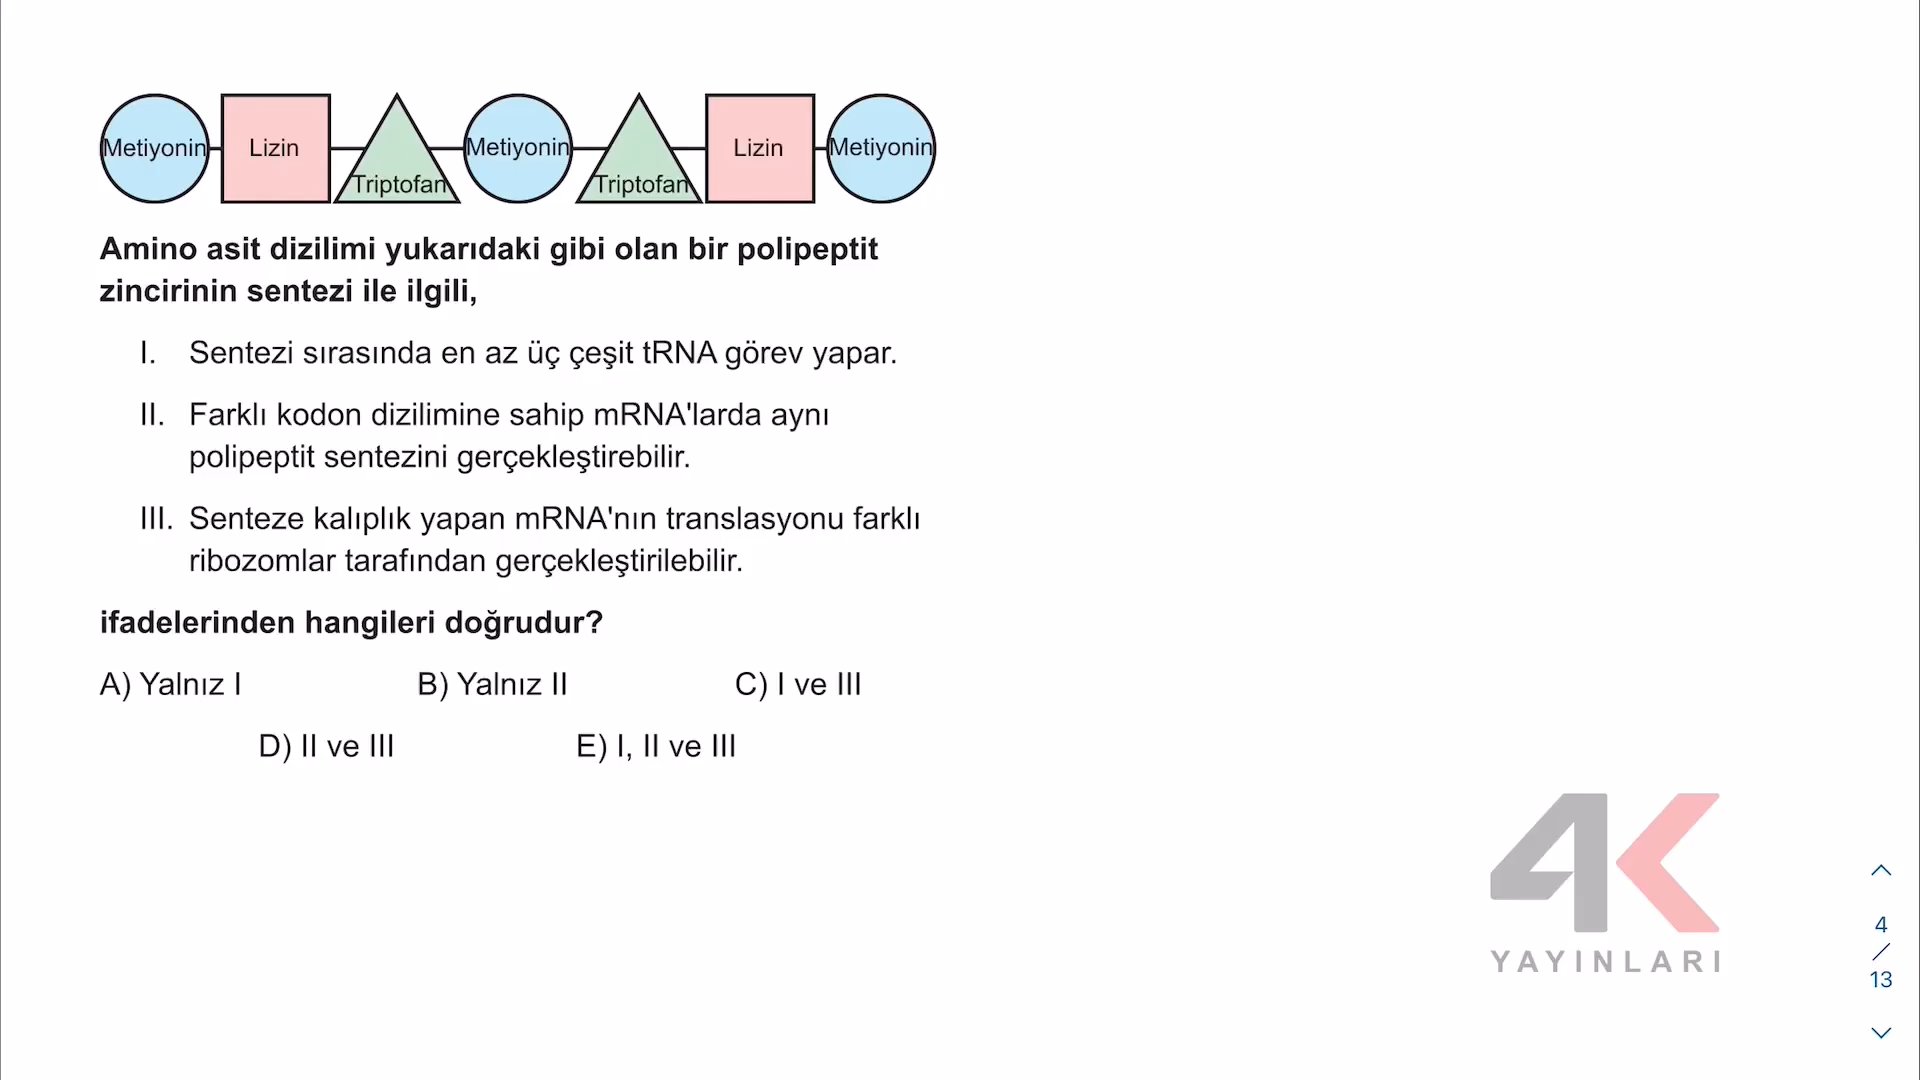 Metiyonin Lizin Triptofan Metiyonin Triptofan Lizin Metiyonin
Amino asit dizilimi yukarıdaki gibi olan bir polipeptit
zincirinin sentezi ile ilgili,
I. Sentezi sırasında en az üç çeşit tRNA görev yapar.
II. Farklı kodon dizilimine sahip mRNA'larda aynı
polipeptit sentezini gerçekleştirebilir.
III. Senteze kalıplık yapan mRNA'nın translasyonu farklı
ribozomlar tarafından gerçekleştirilebilir.
ifadelerinden hangileri doğrudur?
A) Yalnız I B) Yalnız II C) I ve III
D) II ve III E) I, II ve III
4K
YAYINLARI
4
/
13